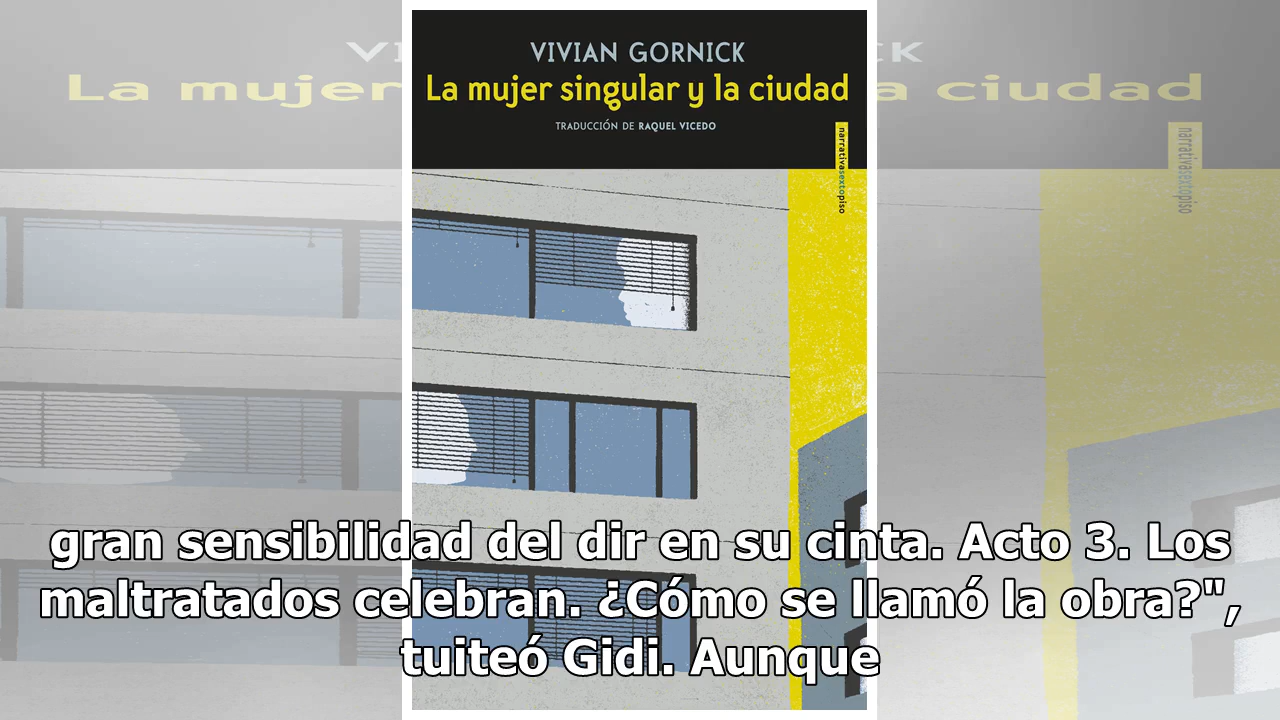 VIVIAN GORNICK
La mujer singular y la ciudad
TRADUCCIÓN DE RAQUEL VICEDO
narrativasextopiso
gran sensibilidad del dir en su cinta. Acto 3. Los
maltratados celebran. ¿Cómo se llamó la obra?",
tuiteó Gidi. Aunque